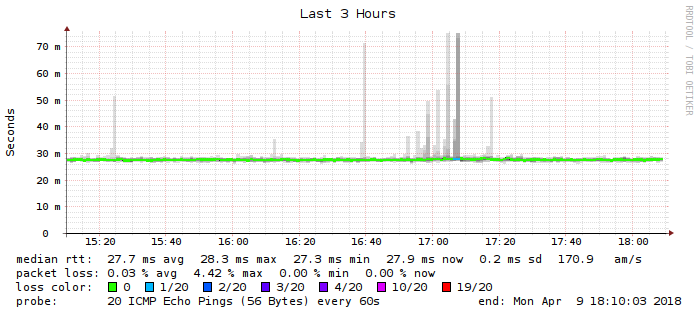 Last 3 Hours
RRDTOOL / TOBI OETIKER
Seconds
70 m
60 m
50 m
40 m
30 m
20 m
10 m
0
15:20 15:40 16:00 16:20 16:40 17:00 17:20 17:40 18:00
median rtt: 27.7 ms avg 28.3 ms max 27.3 ms min 27.9 ms now 0.2 ms sd 170.9 am/s
packet loss: 0.03 % avg 4.42 % max 0.00 % min 0.00 % now
loss color: 0 1/20 2/20 3/20 4/20 10/20 19/20
probe: 20 ICMP Echo Pings (56 Bytes) every 60s end: Mon Apr 9 18:10:03 2018